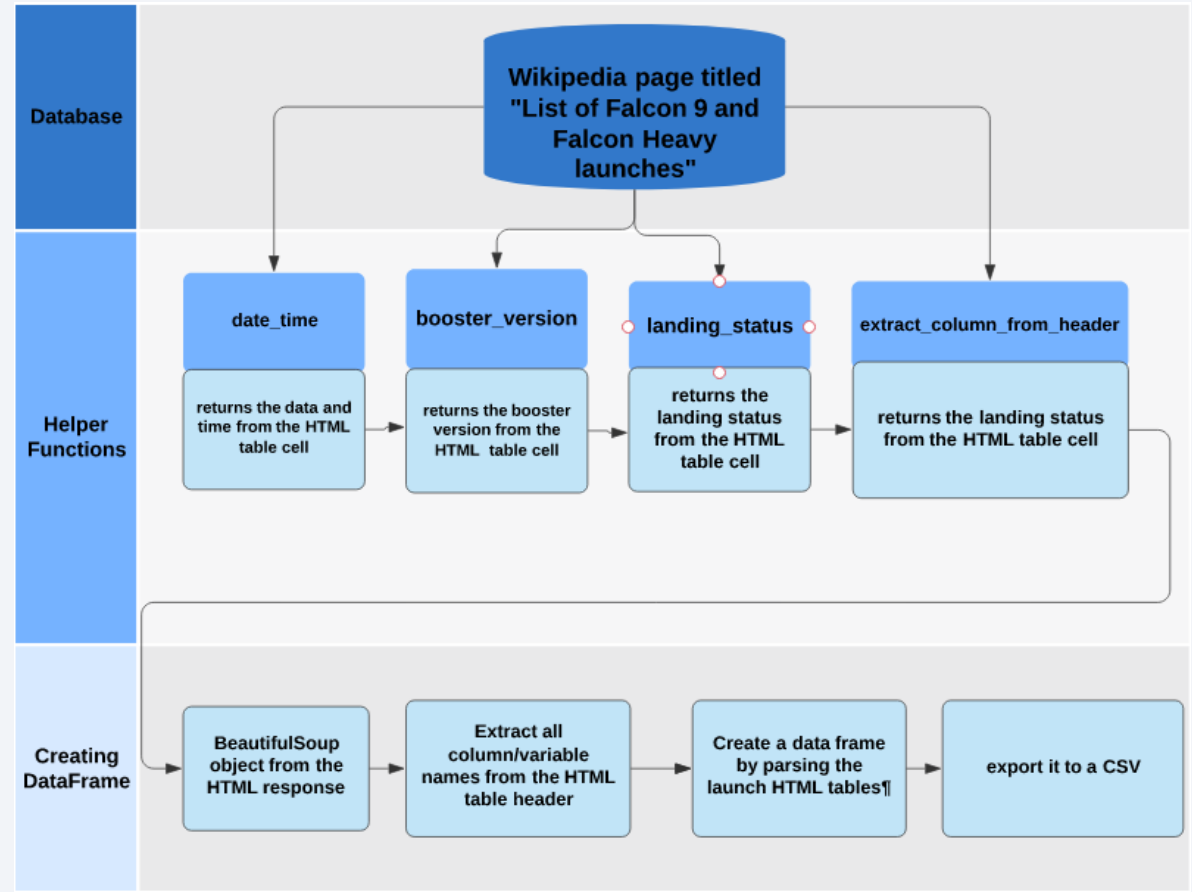 Database
Wikipedia page titled
"List of Falcon 9 and
Falcon Heavy
launches"
Helper
Functions
date_time
booster_version
landing_status
extract_column_from_header
returns the data and
time from the HTML
table cell
returns the booster
version from the
HTML table cell
returns the
landing status
from the HTML
table cell
returns the landing status
from the HTML table cell
Creating
DataFrame
BeautifulSoup
object from the
HTML response
Extract all
column/variable
names from the HTML
table header
Create a data frame
by parsing the
launch HTML tables¶
export it to a CSV